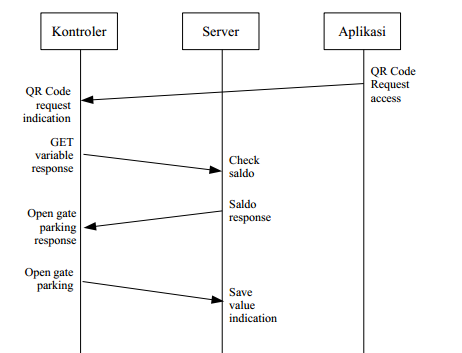 Kontroler
Server
Aplikasi
QR Code
Request
access
QR Code
request
indication
GET
variable
response
Check
saldo
Saldo
response
Open gate
parking
response
Open gate
parking
Save
value
indication